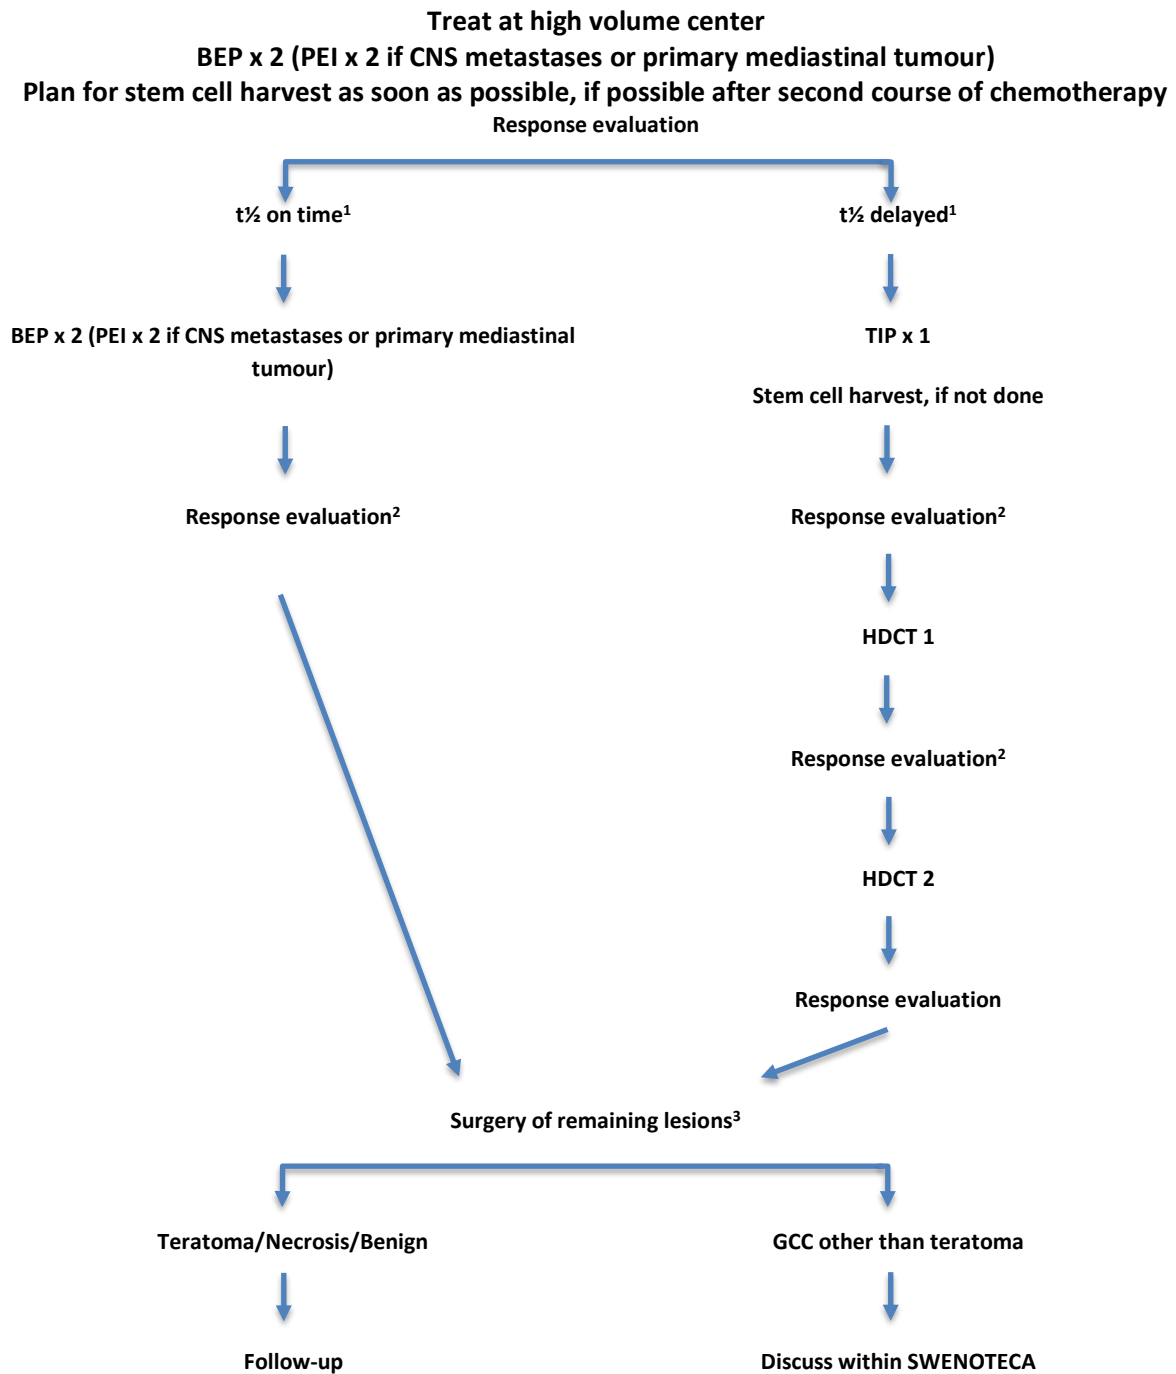 Treat at high volume center
BEP x 2 (PEI x 2 if CNS metastases or primary mediastinal tumour)
Plan for stem cell harvest as soon as possible, if possible after second course of chemotherapy
Response evaluation
t½ on time¹
t½ delayed¹
BEP x 2 (PEI x 2 if CNS metastases or primary mediastinal
tumour)
TIP x 1
Stem cell harvest, if not done
Response evaluation²
Response evaluation²
HDCT 1
Response evaluation²
HDCT 2
Response evaluation
Surgery of remaining lesions³
Teratoma/Necrosis/Benign
GCC other than teratoma
Follow-up
Discuss within SWENOTECA